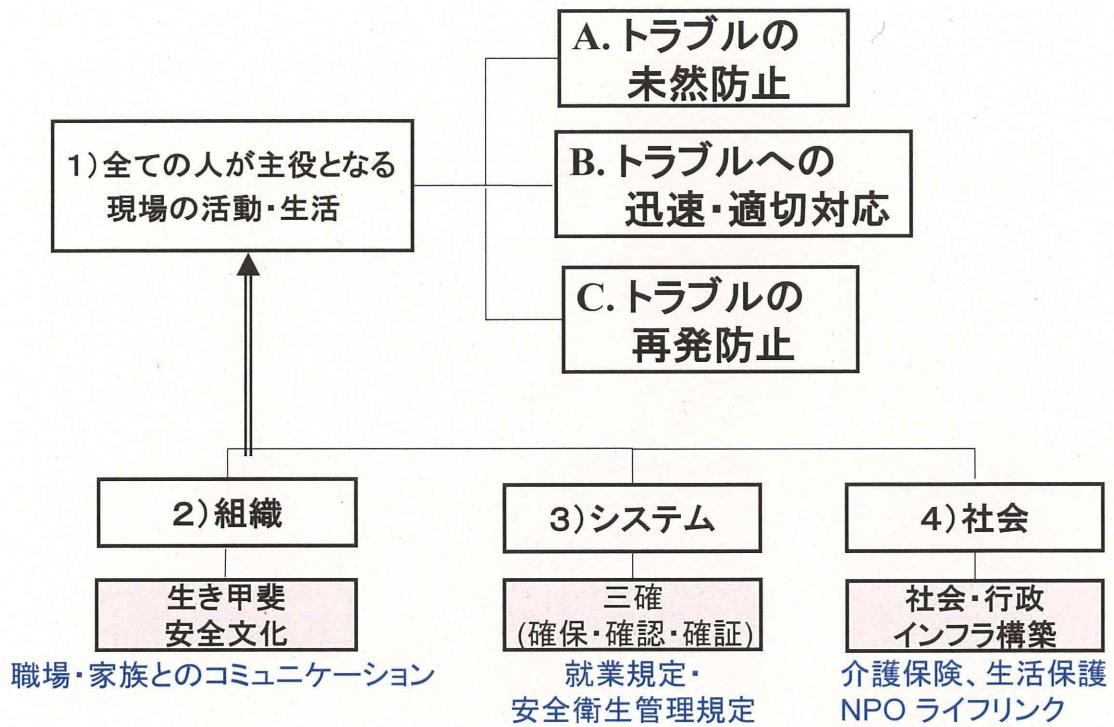 A. トラブルの
未然防止
1)全ての人が主役となる
現場の活動・生活
B. トラブルへの
迅速・適切対応
C. トラブルの
再発防止
2)組織
3)システム
4)社会
生き甲斐
安全文化
三確
(確保・確認・確証)
社会・行政
インフラ構築
職場・家族とのコミュニケーション
就業規定・
安全衛生管理規定
介護保険、生活保護
NPO ライフリンク